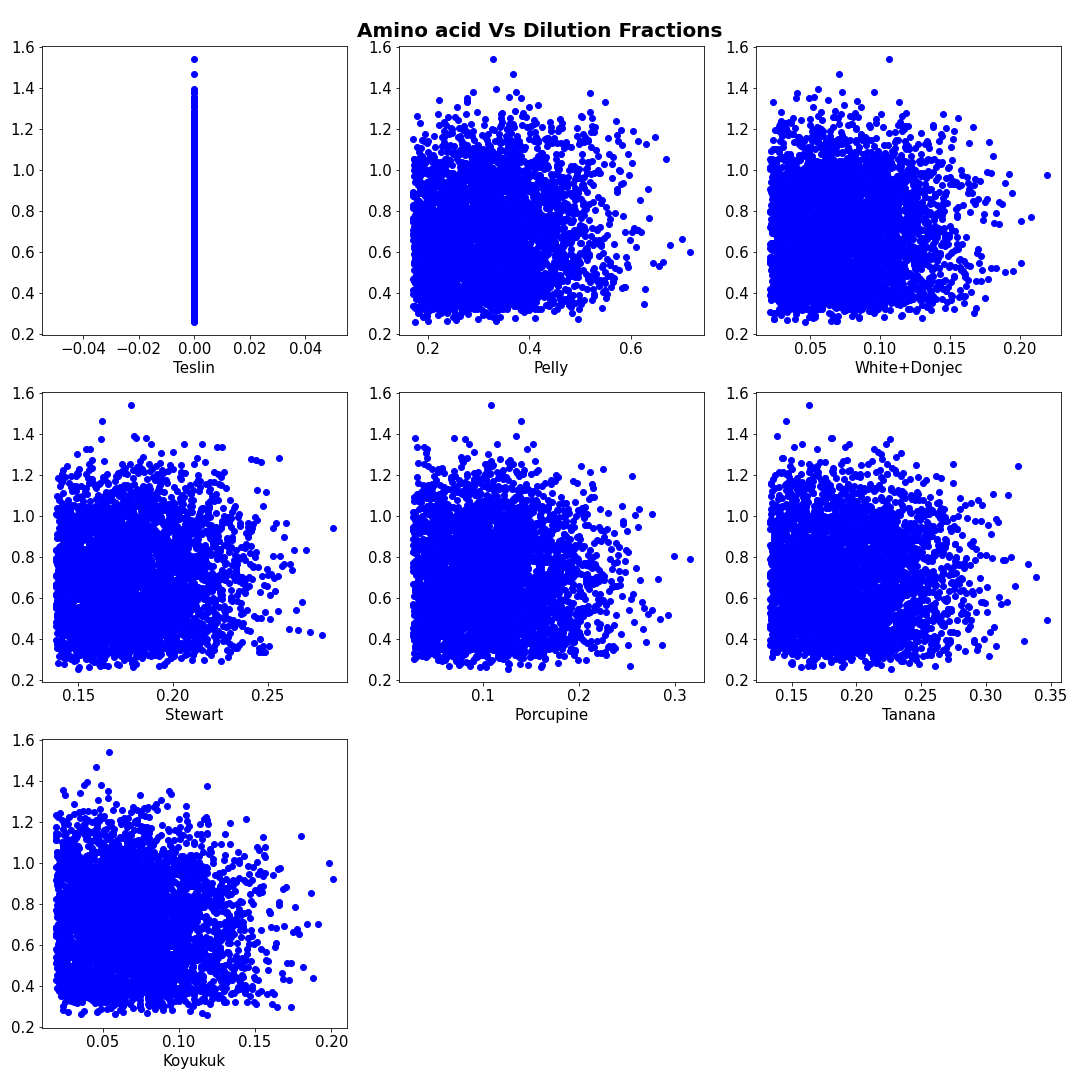 Amino acid Vs Dilution Fractions
1.6 1.4 1.2 1.0 0.8 0.6 0.4 0.2
−0.04 −0.02 0.00 0.02 0.04
Teslin
1.6 1.4 1.2 1.0 0.8 0.6 0.4 0.2
0.2 0.4 0.6
Pelly
1.6 1.4 1.2 1.0 0.8 0.6 0.4 0.2
0.05 0.10 0.15 0.20
White+Donjec
1.6 1.4 1.2 1.0 0.8 0.6 0.4 0.2
0.15 0.20 0.25
Stewart
1.6 1.4 1.2 1.0 0.8 0.6 0.4 0.2
0.1 0.2 0.3
Porcupine
1.6 1.4 1.2 1.0 0.8 0.6 0.4 0.2
0.15 0.20 0.25 0.30 0.35
Tanana
1.6 1.4 1.2 1.0 0.8 0.6 0.4 0.2
0.05 0.10 0.15 0.20
Koyukuk